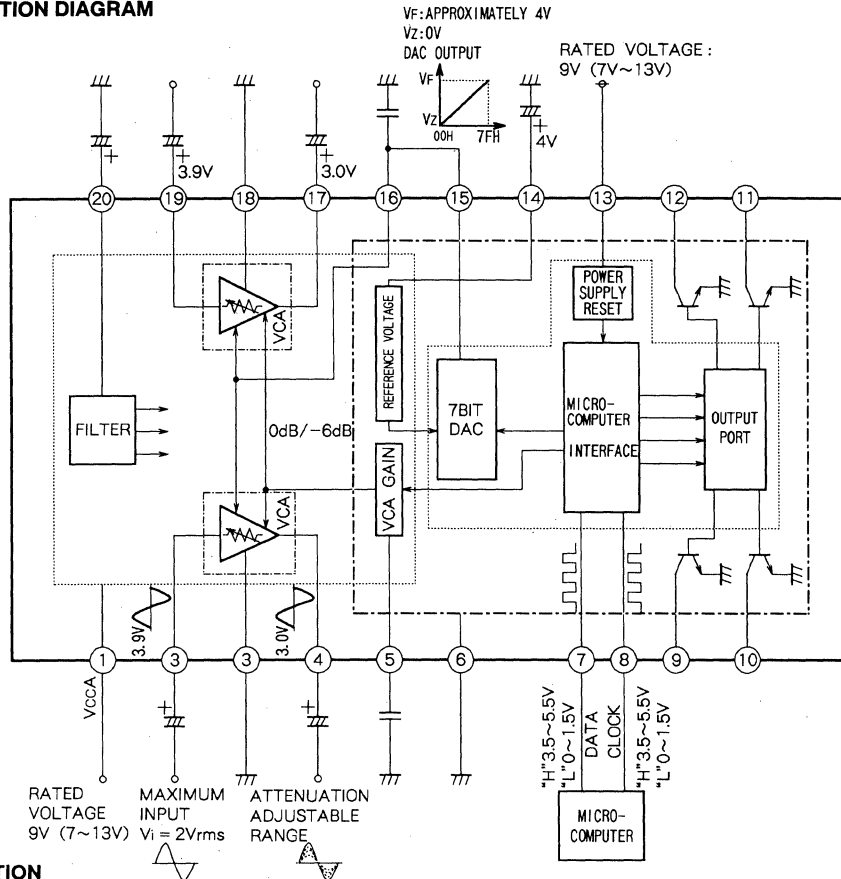 TION DIAGRAM
VF:APPROXIMATELY 4V
VZ:0V
DAC OUTPUT
VF
VZ
00H 7FH
RATED VOLTAGE:
9V (7V~13V)
+
+
3.9V
+
3.0V
+
4V
20
19
18
17
16
15
14
13
12
11
VCA
POWER
SUPPLY
RESET
REFERENCE VOLTAGE
FILTER
0dB/-6dB
7BIT
DAC
MICRO-
COMPUTER
INTERFACE
OUTPUT
PORT
VCA GAIN
VCA
3.9V
3.0V
1
3
3
4
5
6
7
8
9
10
VCCA
+
+
"H"3.5~5.5V
"L"0~1.5V
DATA
CLOCK
"H"3.5~5.5V
"L"0~1.5V
RATED
VOLTAGE
9V (7~13V)
MAXIMUM
INPUT
Vi = 2Vrms
ATTENUATION
ADJUSTABLE
RANGE
MICRO-
COMPUTER
TION